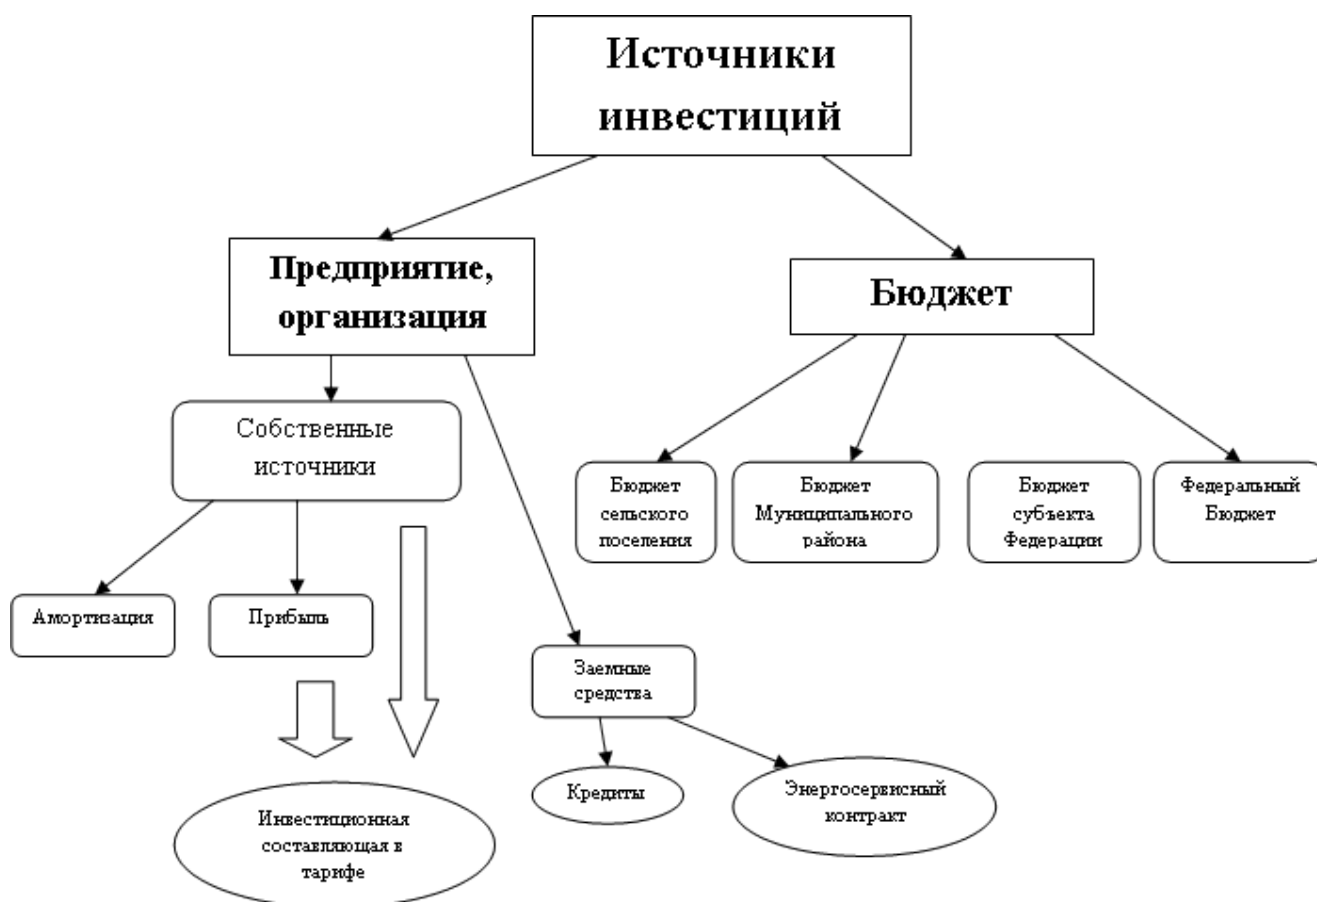 Источники
инвестиций
Предприятие,
организация
Бюджет
Собственные
источники
Бюджет
сельского
поселения
Бюджет
Муниципального
района
Бюджет
субъекта
Федерации
Федеральный
Бюджет
Амортизация
Прибыль
Заемные
средства
Кредиты
Энергосервисный
контракт
Инвестиционная
составляющая в
тарифе